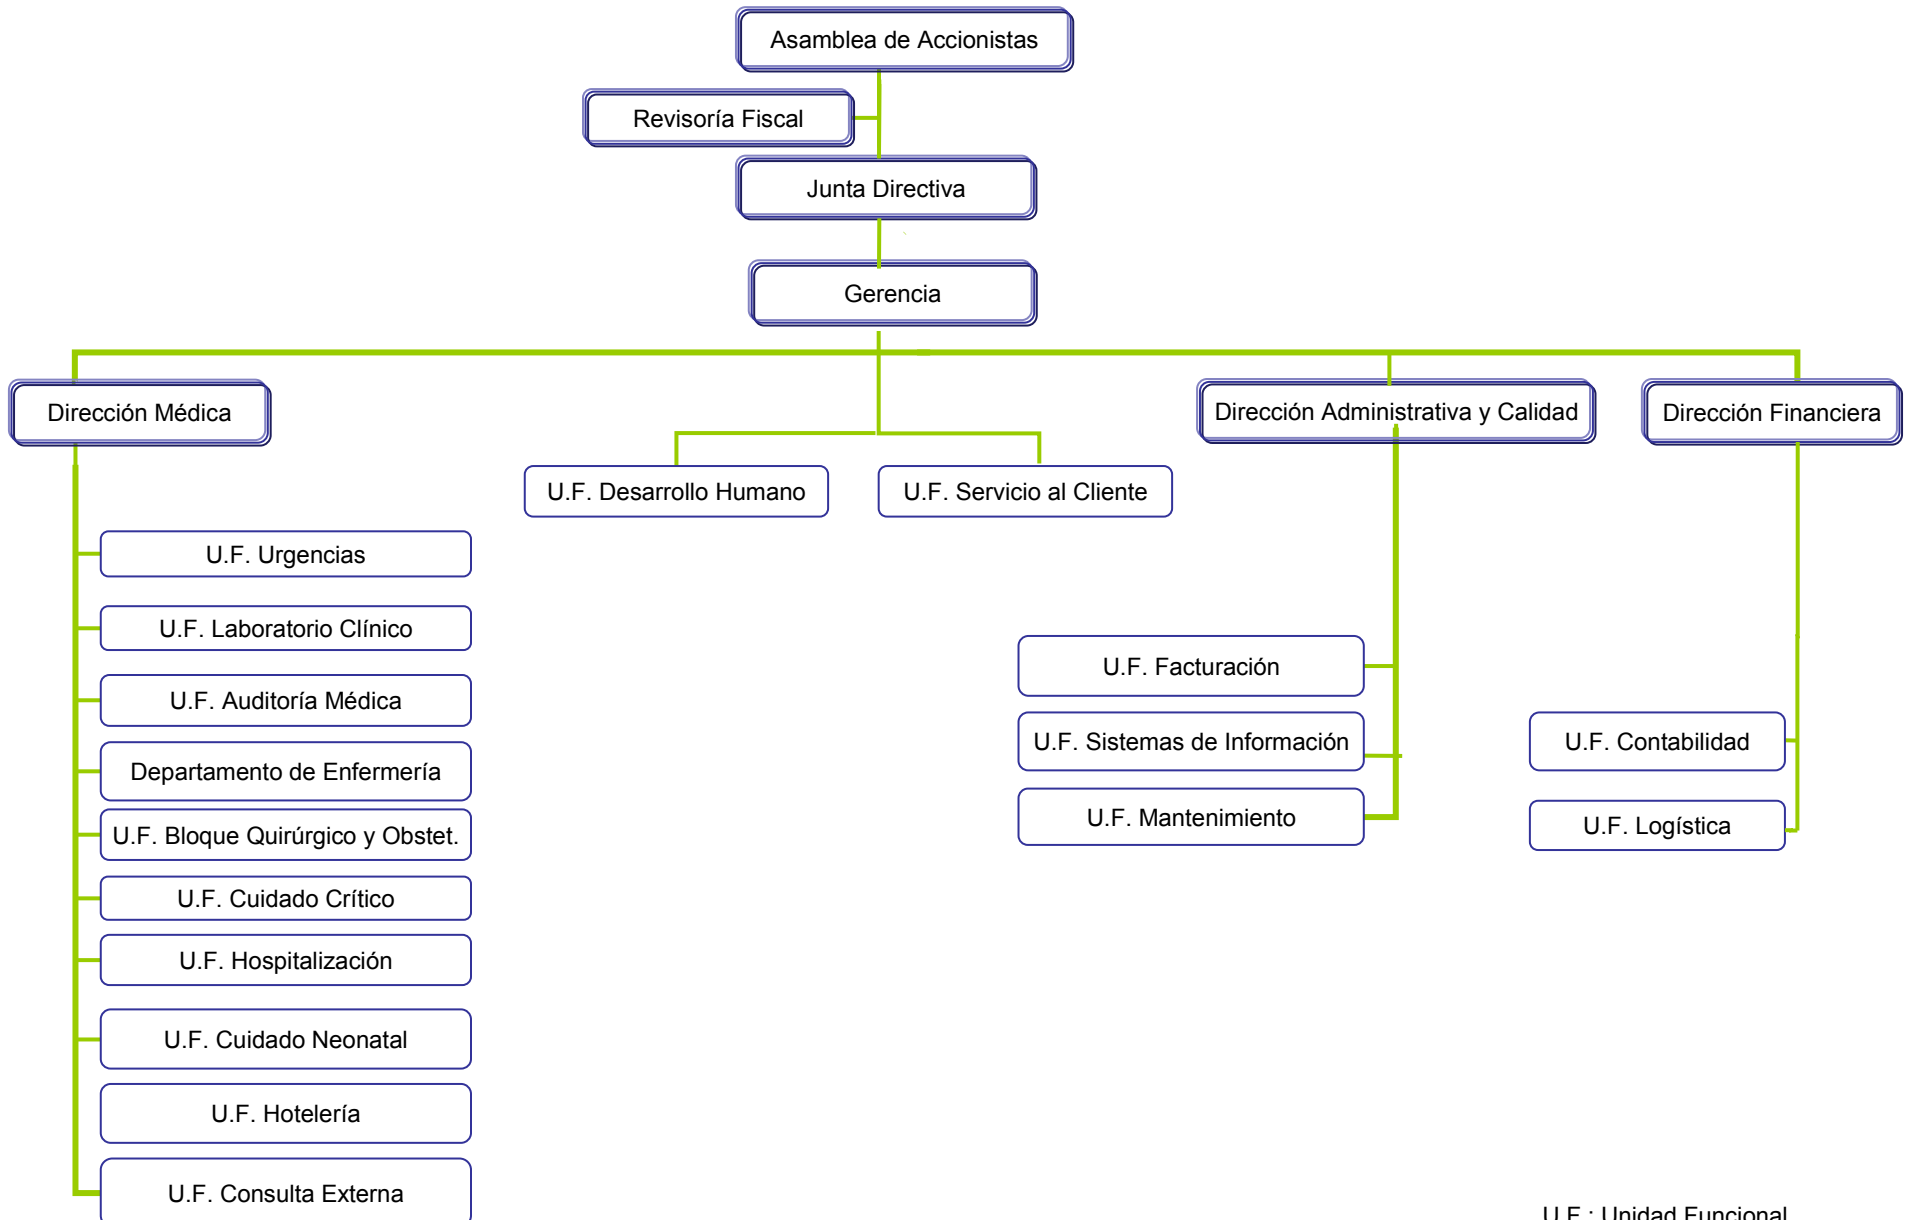 Asamblea de Accionistas
Revisoría Fiscal
Junta Directiva
Gerencia
Dirección Médica
Dirección Administrativa y Calidad
Dirección Financiera
U.F. Desarrollo Humano
U.F. Servicio al Cliente
U.F. Urgencias
U.F. Laboratorio Clínico
U.F. Auditoría Médica
Departamento de Enfermería
U.F. Bloque Quirúrgico y Obstet.
U.F. Cuidado Crítico
U.F. Hospitalización
U.F. Cuidado Neonatal
U.F. Hotelería
U.F. Consulta Externa
U.F. Facturación
U.F. Sistemas de Información
U.F. Mantenimiento
U.F. Contabilidad
U.F. Logística
U.F.: Unidad Funcional